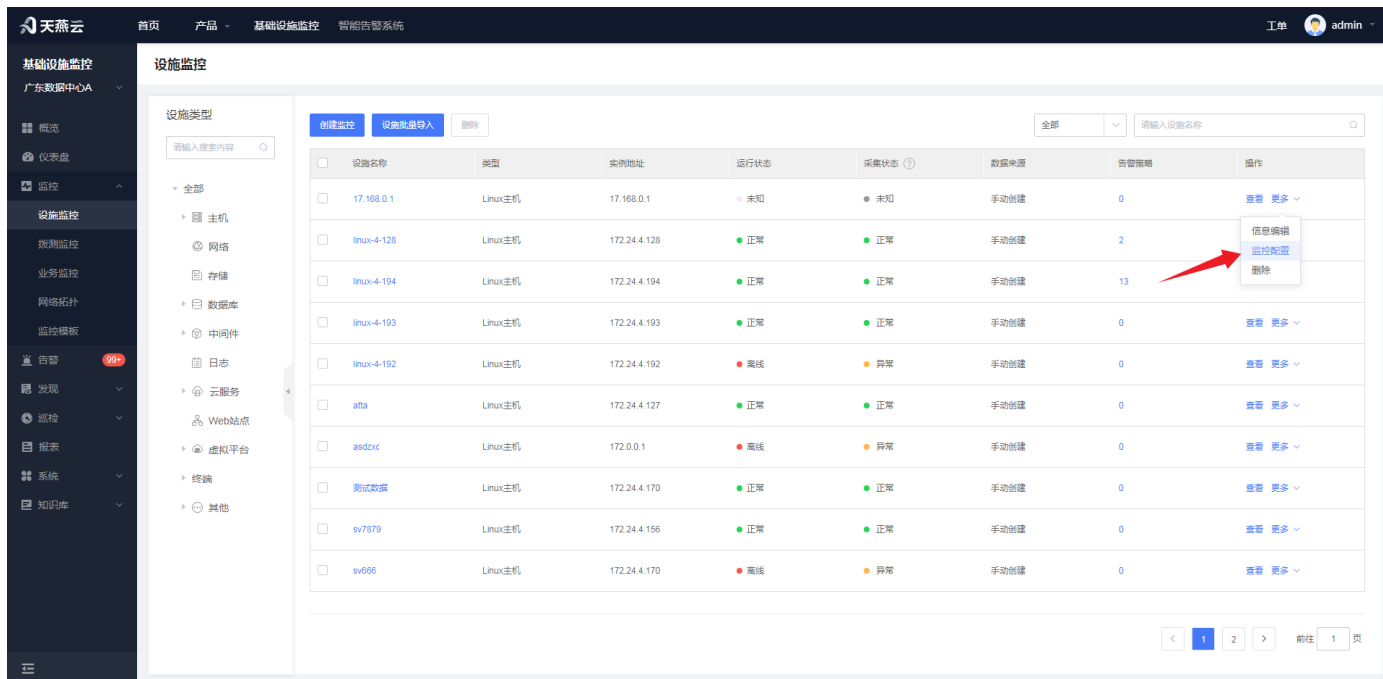 天燕云 首页 产品 基础设施监控 智能告警系统 工单 admin
基础设施监控
广东数据中心A
概览
仪表盘
监控
设施监控
拨测监控
业务监控
网络拓扑
监控模板
告警 99+
发现
巡检
报表
系统
知识库
设施监控
设施类型
请输入搜索内容
全部
主机
网络
存储
数据库
中间件
日志
云服务
Web站点
虚拟平台
终端
其他
创建监控 设施批量导入 删除 全部 请输入设施名称
设施名称 类型 实例地址 运行状态 采集状态 ? 数据来源 告警策略 操作
17.168.0.1 Linux主机 17.168.0.1 未知 未知 手动创建 0 查看 更多
linux-4-128 Linux主机 172.24.4.128 正常 正常 手动创建 2
linux-4-194 Linux主机 172.24.4.194 正常 正常 手动创建 13
信息编辑
监控配置
删除
linux-4-193 Linux主机 172.24.4.193 正常 正常 手动创建 0 查看 更多
linux-4-192 Linux主机 172.24.4.192 离线 异常 手动创建 0 查看 更多
atta Linux主机 172.24.4.127 正常 正常 手动创建 0 查看 更多
asdzxc Linux主机 172.0.0.1 离线 异常 手动创建 0 查看 更多
测试数据 Linux主机 172.24.4.170 正常 正常 手动创建 0 查看 更多
sv7879 Linux主机 172.24.4.156 正常 正常 手动创建 0 查看 更多
sv666 Linux主机 172.24.4.170 离线 异常 手动创建 0 查看 更多
< 1 2 > 前往 1 页